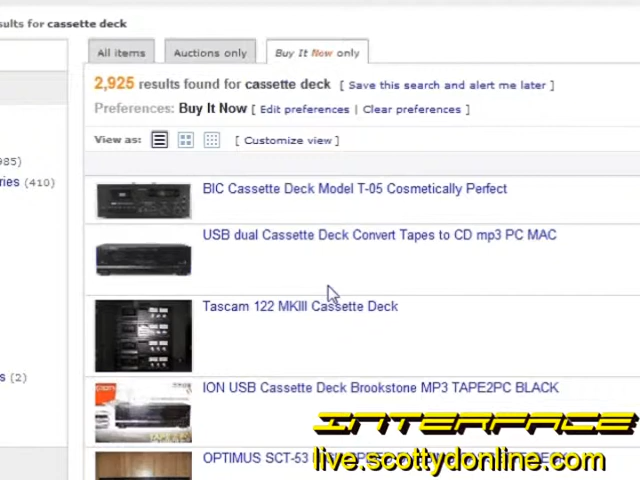 sults for cassette deck
All items
Auctions only
Buy It Now only
2,925 results found for cassette deck [ Save this search and alert me later ]
Preferences: Buy It Now [ Edit preferences | Clear preferences ]
View as:
[ Customize view ]
985)
ries (410)
BIC Cassette Deck Model T-05 Cosmetically Perfect
USB dual Cassette Deck Convert Tapes to CD mp3 PC MAC
Tascam 122 MKIII Cassette Deck
s (2)
ION USB Cassette Deck Brookstone MP3 TAPE2PC BLACK
INTERFACE
OPTIMUS SCT-53
live.scottydonline.com